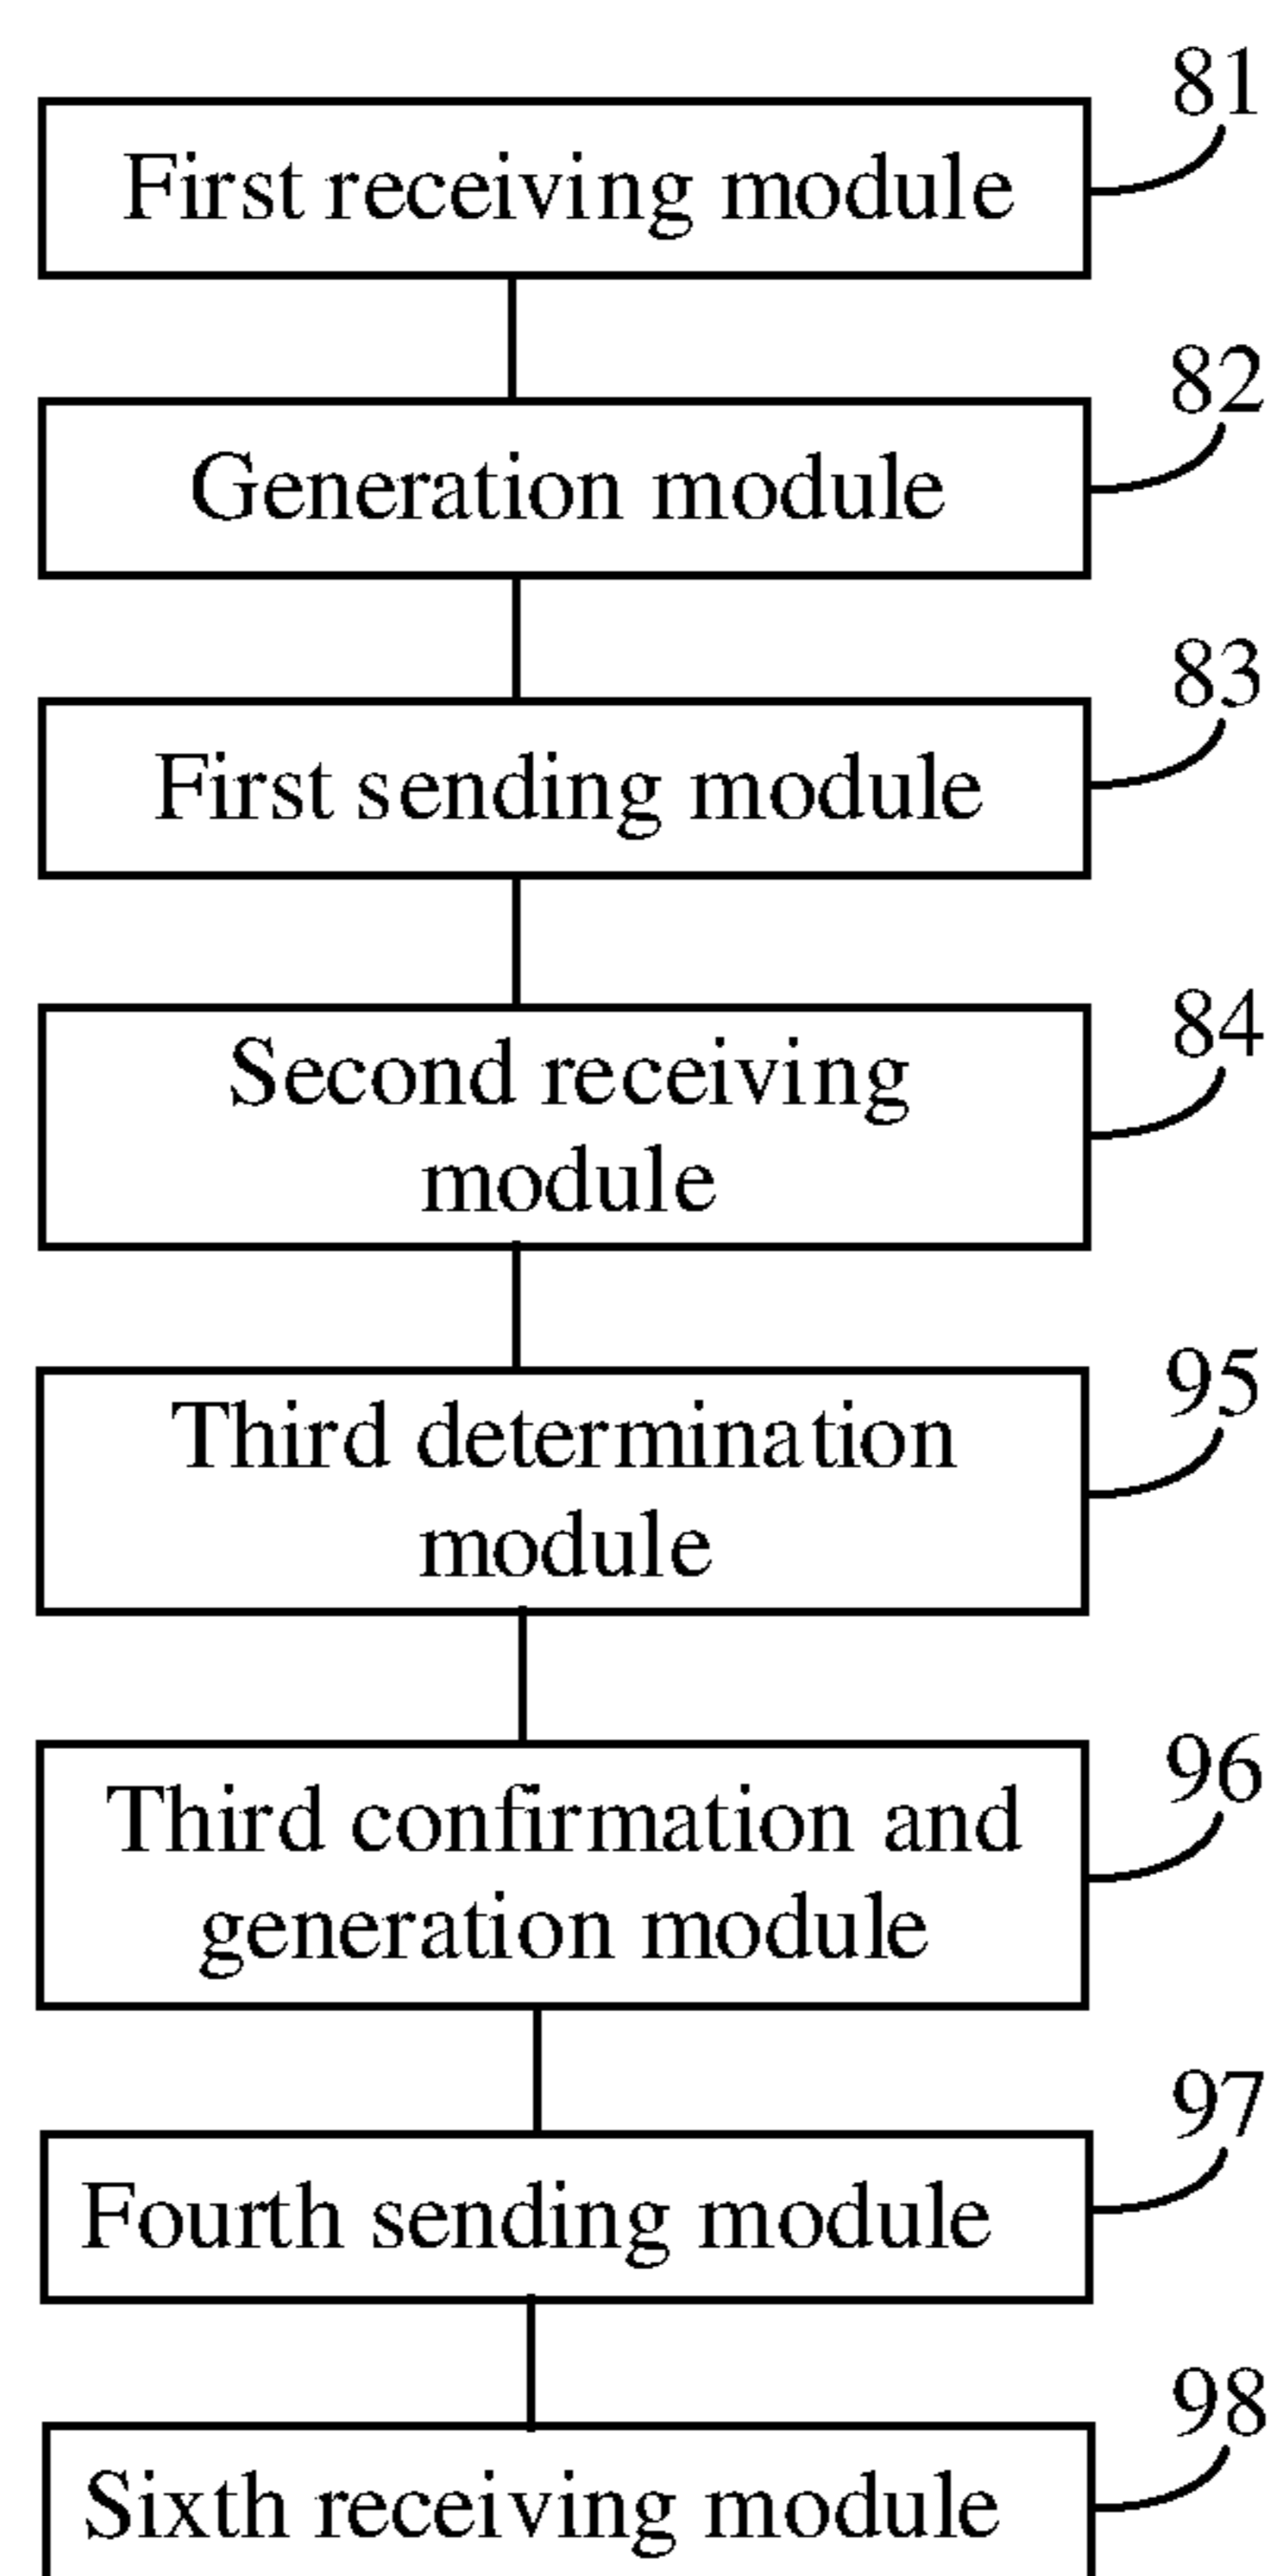 81
First receiving module
82
Generation module
83
First sending module
84
Second receiving
module
95
Third determination
module
96
Third confirmation and
generation module
97
Fourth sending module
98
Sixth receiving module